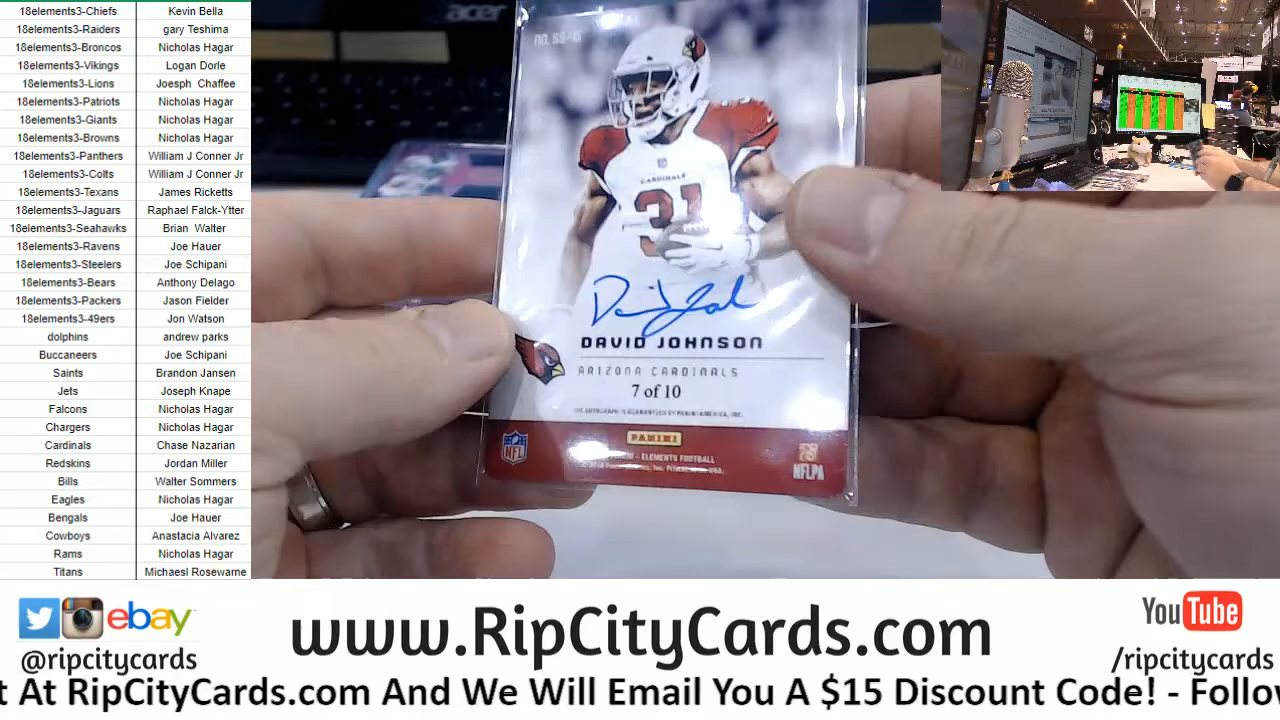 18elements3-Chiefs Kevin Bella
18elements3-Raiders gary Teshima
18elements3-Broncos Nicholas Hagar
18elements3-Vikings Logan Dorle
18elements3-Lions Joesph Chaffee
18elements3-Patriots Nicholas Hagar
18elements3-Giants Nicholas Hagar
18elements3-Browns Nicholas Hagar
18elements3-Panthers William J Conner Jr
18elements3-Colts William J Conner Jr
18elements3-Texans James Ricketts
18elements3-Jaguars Raphael Falck-Ytter
18elements3-Seahawks Brian Walter
18elements3-Ravens Joe Hauer
18elements3-Steelers Joe Schipani
18elements3-Bears Anthony Delago
18elements3-Packers Jason Fielder
18elements3-49ers Jon Watson
dolphins andrew parks
Buccaneers Joe Schipani
Saints Brandon Jansen
Jets Joseph Knape
Falcons Nicholas Hagar
Chargers Nicholas Hagar
Cardinals Chase Nazarian
Redskins Jordan Miller
Bills Walter Sommers
Eagles Nicholas Hagar
Bengals Joe Hauer
Cowboys Anastacia Alvarez
Rams Nicholas Hagar
Titans Michaesl Rosewarne
acer
CARDINALS
31
DAVID JOHNSON
ARIZONA CARDINALS
7 of 10
PANINI
ELEMENTS FOOTBALL
NFL
NFLPA
ebay
@ripcitycards
www.RipCityCards.com
YouTube
/ripcitycards
t At RipCityCards.com And We Will Email You A $15 Discount Code! - Follo